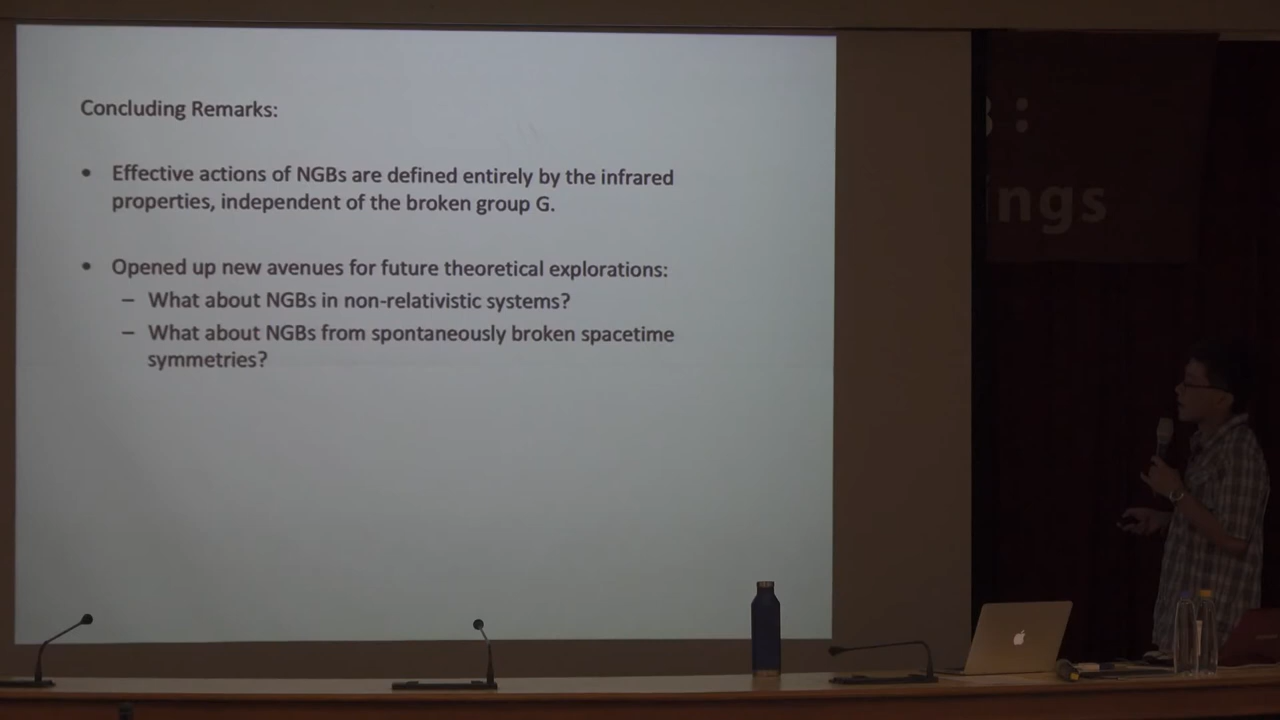 Concluding Remarks:
• Effective actions of NGBs are defined entirely by the infrared
properties, independent of the broken group G.
• Opened up new avenues for future theoretical explorations:
– What about NGBs in non-relativistic systems?
– What about NGBs from spontaneously broken spacetime
symmetries?
:
ngs